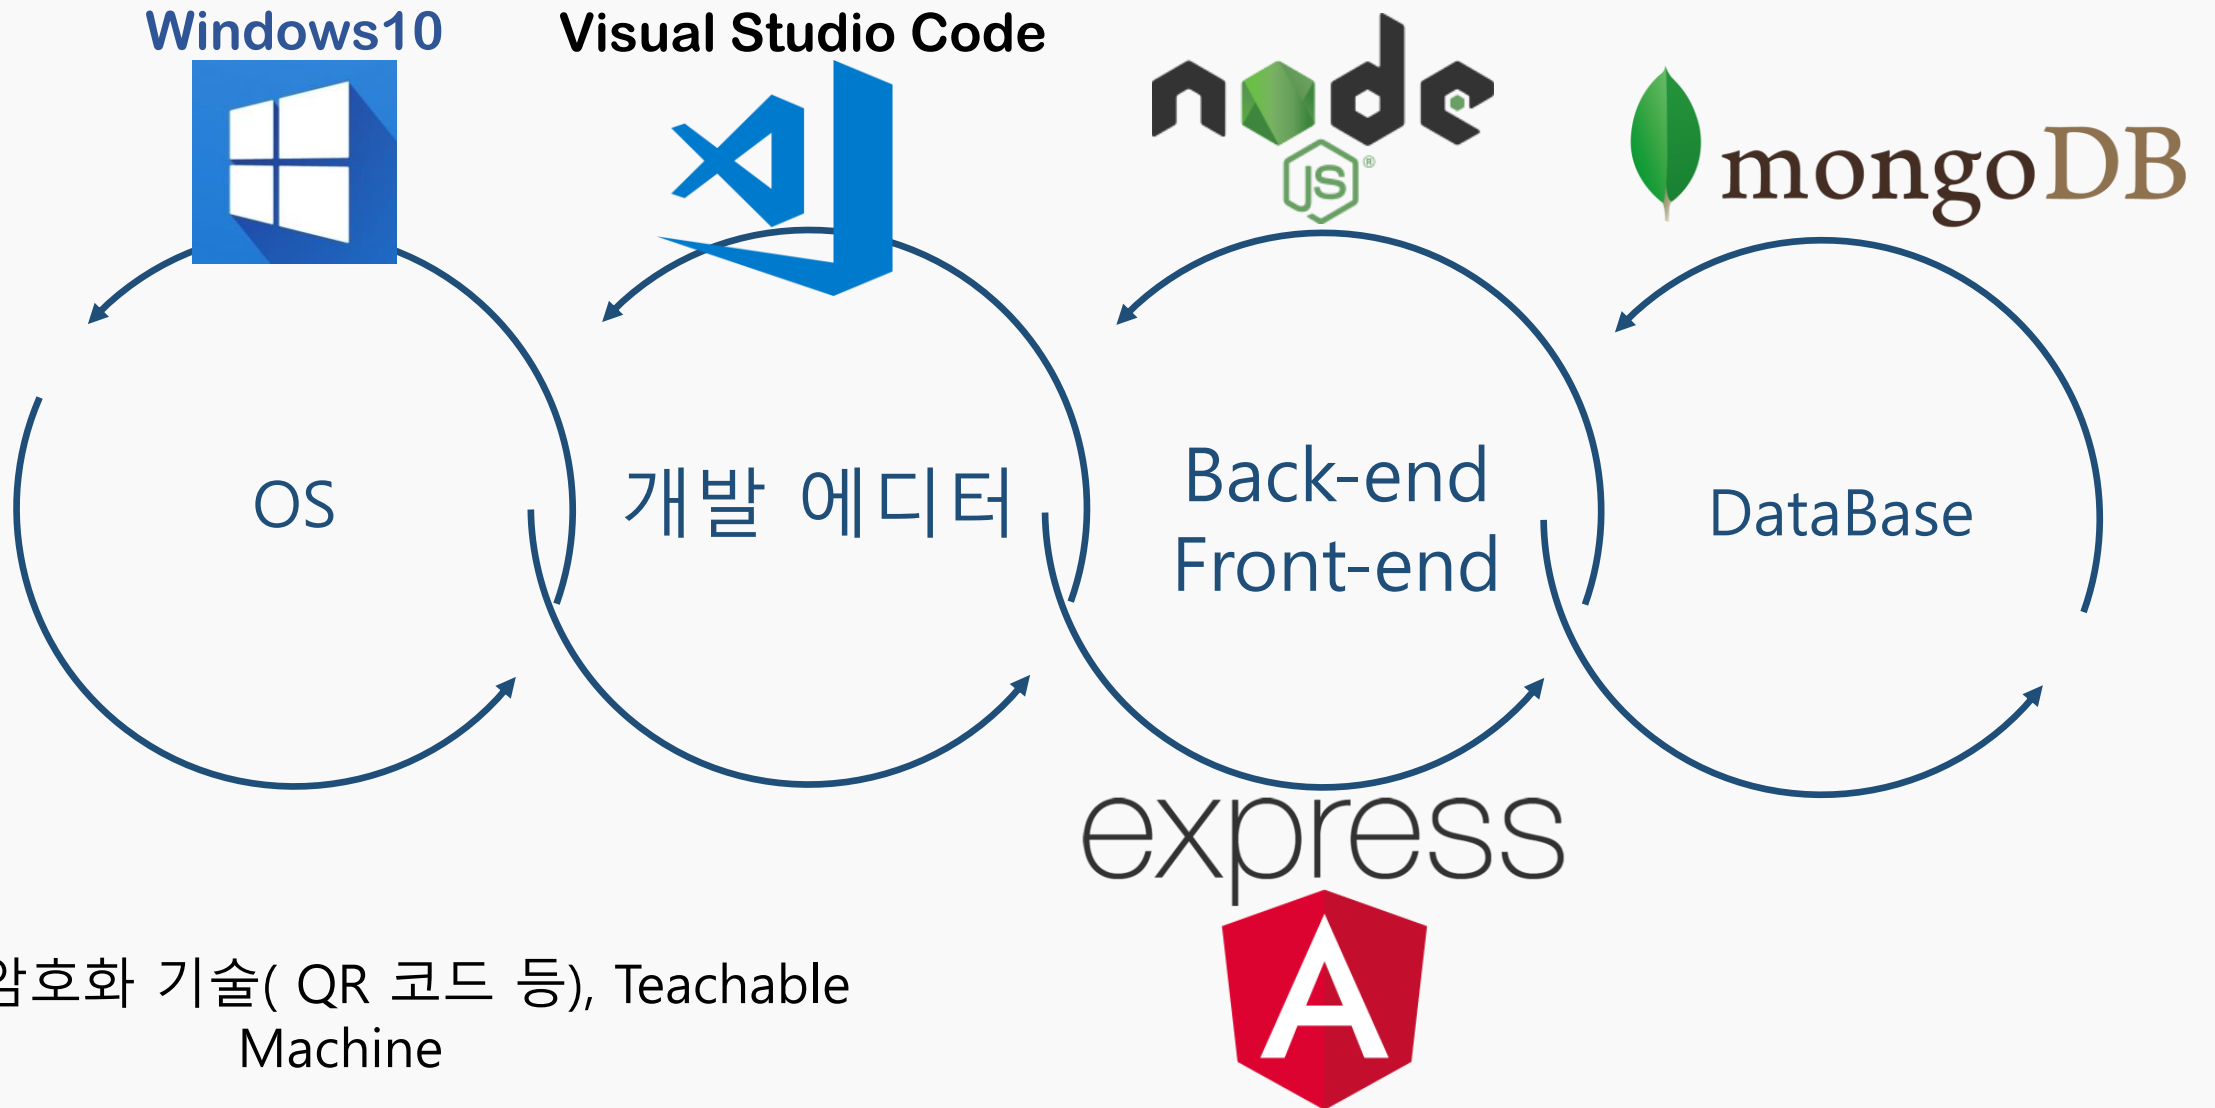 Windows10
Visual Studio Code
node
JS
mongoDB
OS
개발 에디터
Back-end
Front-end
DataBase
express
A
암호화 기술( QR 코드 등), Teachable
Machine